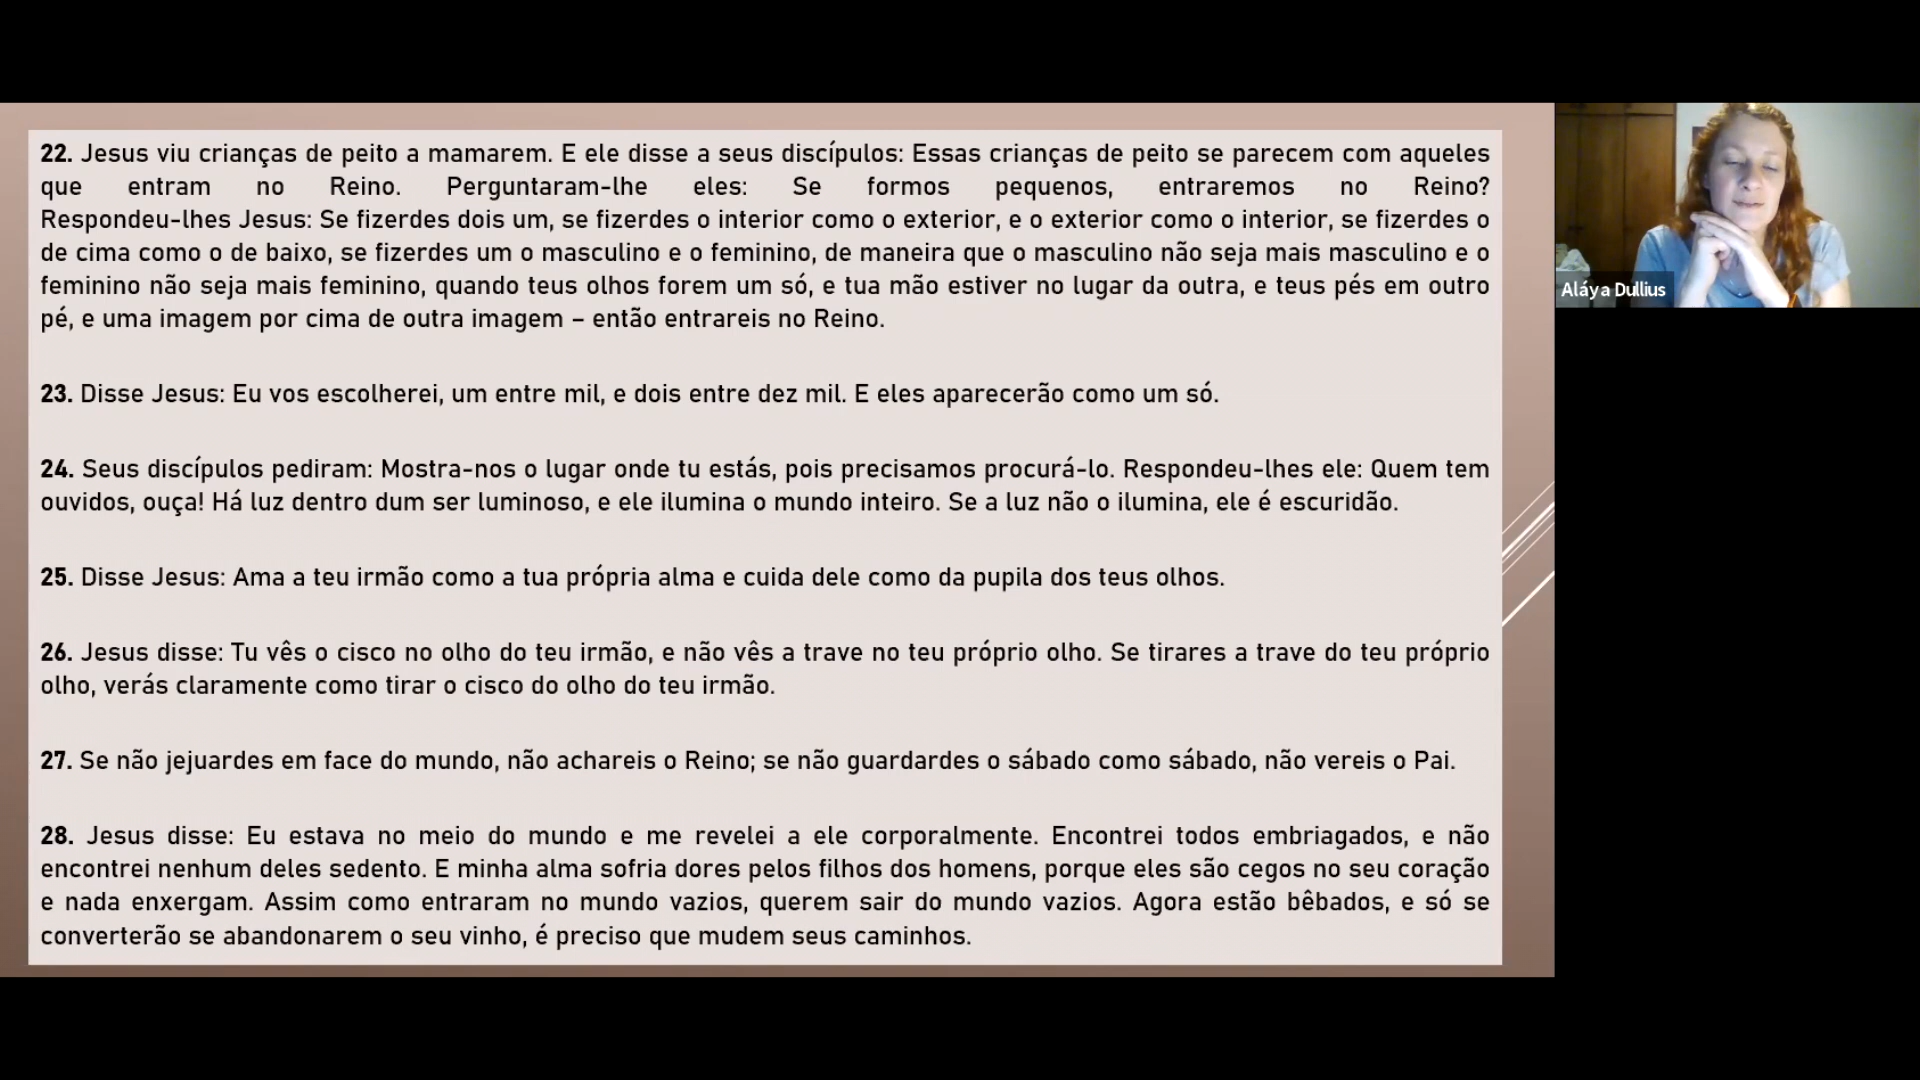 22. Jesus viu crianças de peito a mamarem. E ele disse a seus discípulos: Essas crianças de peito se parecem com aqueles
que entram no Reino. Perguntaram-lhe eles: Se formos pequenos, entraremos no Reino?
Respondeu-lhes Jesus: Se fizerdes dois um, se fizerdes o interior como o exterior, e o exterior como o interior, se fizerdes o
de cima como o de baixo, se fizerdes um o masculino e o feminino, de maneira que o masculino não seja mais masculino e o
feminino não seja mais feminino, quando teus olhos forem um só, e tua mão estiver no lugar da outra, e teus pés em outro
pé, e uma imagem por cima de outra imagem – então entrareis no Reino.
23. Disse Jesus: Eu vos escolherei, um entre mil, e dois entre dez mil. E eles aparecerão como um só.
24. Seus discípulos pediram: Mostra-nos o lugar onde tu estás, pois precisamos procurá-lo. Respondeu-lhes ele: Quem tem
ouvidos, ouça! Há luz dentro dum ser luminoso, e ele ilumina o mundo inteiro. Se a luz não o ilumina, ele é escuridão.
25. Disse Jesus: Ama a teu irmão como a tua própria alma e cuida dele como da pupila dos teus olhos.
26. Jesus disse: Tu vês o cisco no olho do teu irmão, e não vês a trave no teu próprio olho. Se tirares a trave do teu próprio
olho, verás claramente como tirar o cisco do olho do teu irmão.
27. Se não jejuardes em face do mundo, não achareis o Reino; se não guardardes o sábado como sábado, não vereis o Pai.
28. Jesus disse: Eu estava no meio do mundo e me revelei a ele corporalmente. Encontrei todos embriagados, e não
encontrei nenhum deles sedento. E minha alma sofria dores pelos filhos dos homens, porque eles são cegos no seu coração
e nada enxergam. Assim como entraram no mundo vazios, querem sair do mundo vazios. Agora estão bêbados, e só se
converterão se abandonarem o seu vinho, é preciso que mudem seus caminhos.
Aláya Dullius